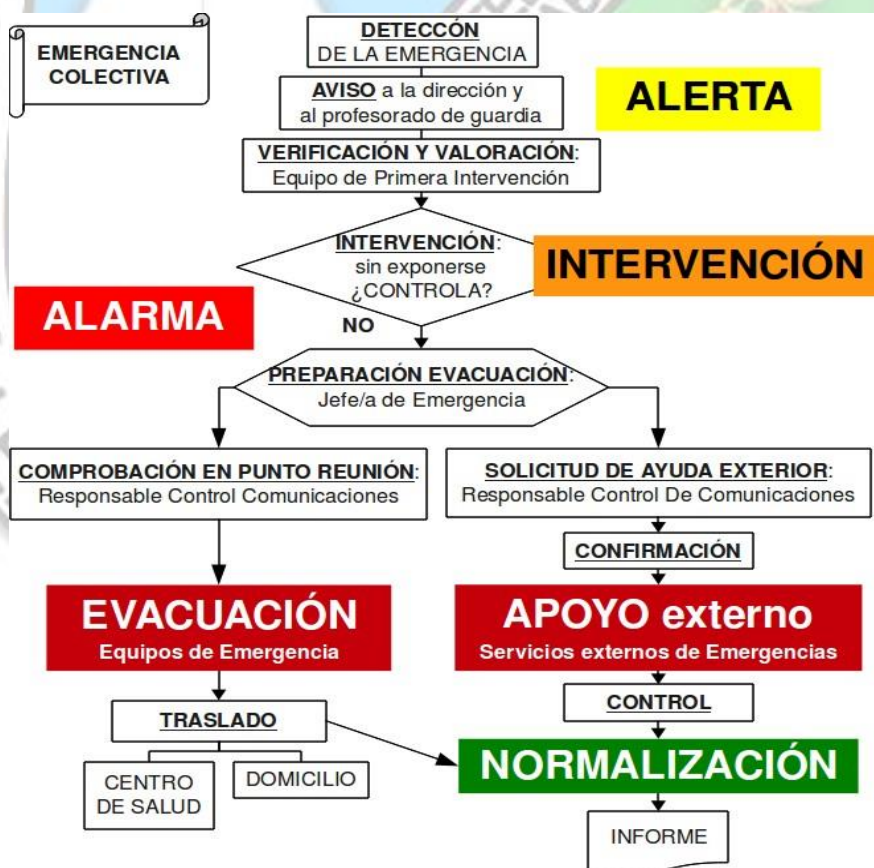 EMERGENCIA
COLECTIVA
DETECCÓN
DE LA EMERGENCIA
AVISO a la dirección y
al profesorado de guardia
ALERTA
VERIFICACIÓN Y VALORACIÓN:
Equipo de Primera Intervención
INTERVENCIÓN:
sin exponerse
¿CONTROLA?
INTERVENCIÓN
ALARMA
NO
PREPARACIÓN EVACUACIÓN:
Jefe/a de Emergencia
COMPROBACIÓN EN PUNTO REUNIÓN:
Responsable Control Comunicaciones
SOLICITUD DE AYUDA EXTERIOR:
Responsable Control De Comunicaciones
CONFIRMACIÓN
EVACUACIÓN
Equipos de Emergencia
APOYO externo
Servicios externos de Emergencias
TRASLADO
CONTROL
CENTRO
DE SALUD
DOMICILIO
NORMALIZACIÓN
INFORME